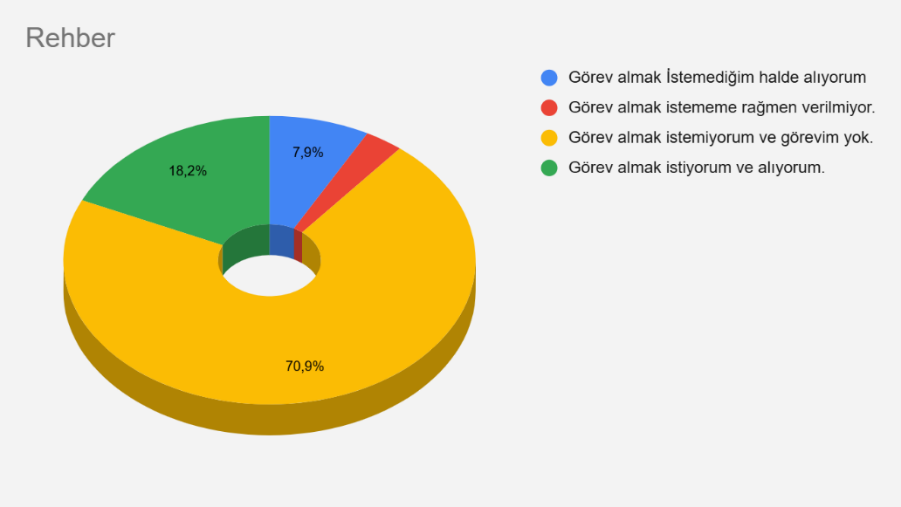 Rehber
Görev almak İstemediğim halde alıyorum
Görev almak istememe rağmen verilmiyor.
Görev almak istemiyorum ve görevim yok.
Görev almak istiyorum ve alıyorum.
7,9%
18,2%
70,9%